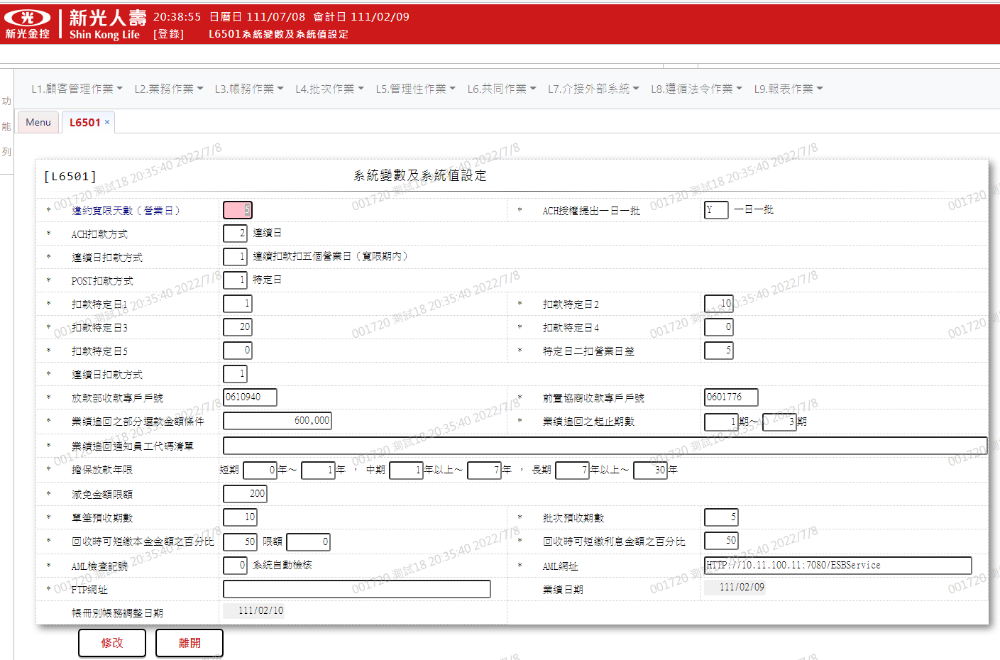 新光金控 新光人壽 20:38:55 日曆日 111/07/08 會計日 111/02/09
Shin Kong Life [登錄] L6501系統變數及系統值設定
功
能
列
L1.顧客管理作業 L2.業務作業 L3.帳務作業 L4.批次作業 L5.管理性作業 L6.共同作業 L7.介接外部系統 L8.遵循法令作業 L9.報表作業
Menu L6501 ×
[L6501] 系統變數及系統值設定
* 違約寬限天數（營業日） 5 * ACH授權提出一日一批 Y 一日一批
* ACH扣款方式 2 連續日
* 連續日扣款方式 1 連續扣款扣五個營業日（寬限期內）
* POST扣款方式 1 特定日
* 扣款特定日1 1 * 扣款特定日2 10
* 扣款特定日3 20 * 扣款特定日4 0
* 扣款特定日5 0 * 特定日二扣營業日差 5
* 連續日扣款方式 1
* 放款部收款專戶戶號 0610940 * 前置協商收款專戶戶號 0601776
* 業績追回之部分還款金額條件 600,000 * 業績追回之起止期數 1 期～ 3 期
* 業績追回通知員工代碼清單
* 擔保放款年限 短期 0 年～ 1 年 ， 中期 1 年以上～ 7 年 ， 長期 7 年以上～ 30 年
* 減免金額限額 200
* 單筆預收期數 10 * 批次預收期數 5
* 回收時可短繳本金金額之百分比 50 限額 0 * 回收時可短繳利息金額之百分比 50
* AML檢查記號 0 系統自動檢核 * AML網址 HTTP://10.11.100.11:7080/ESBService
* FTP網址 業績日期 111/02/09
帳冊別帳務調整日期 111/02/10
修改 離開
001720 測試18 20:35:40 2022/7/8